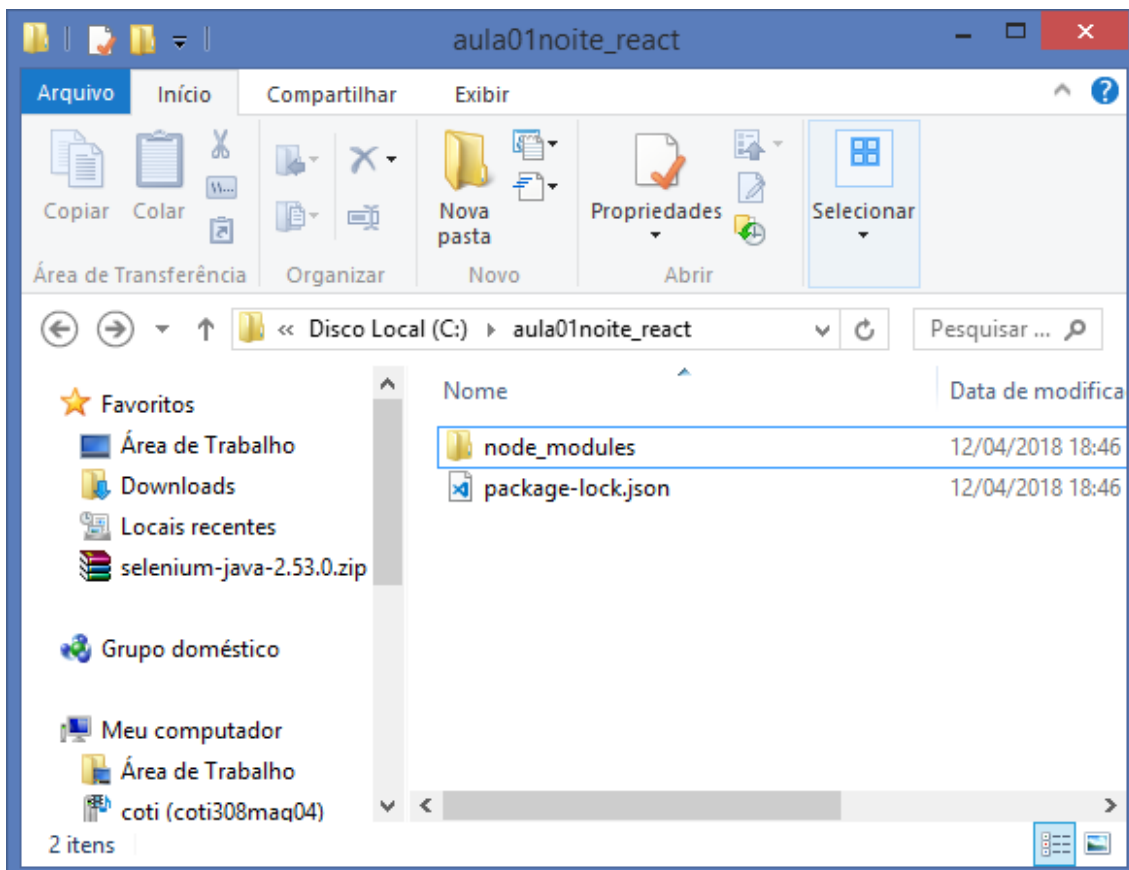 aula01noite_react
Arquivo Início Compartilhar Exibir
Copiar Colar Nova pasta Propriedades Selecionar
Área de Transferência Organizar Novo Abrir
« Disco Local (C:) aula01noite_react Pesquisar ...
Favoritos
Área de Trabalho
Downloads
Locais recentes
selenium-java-2.53.0.zip
Grupo doméstico
Meu computador
Área de Trabalho
coti (coti308maq04)
Nome Data de modifica
node_modules 12/04/2018 18:46
package-lock.json 12/04/2018 18:46
2 itens